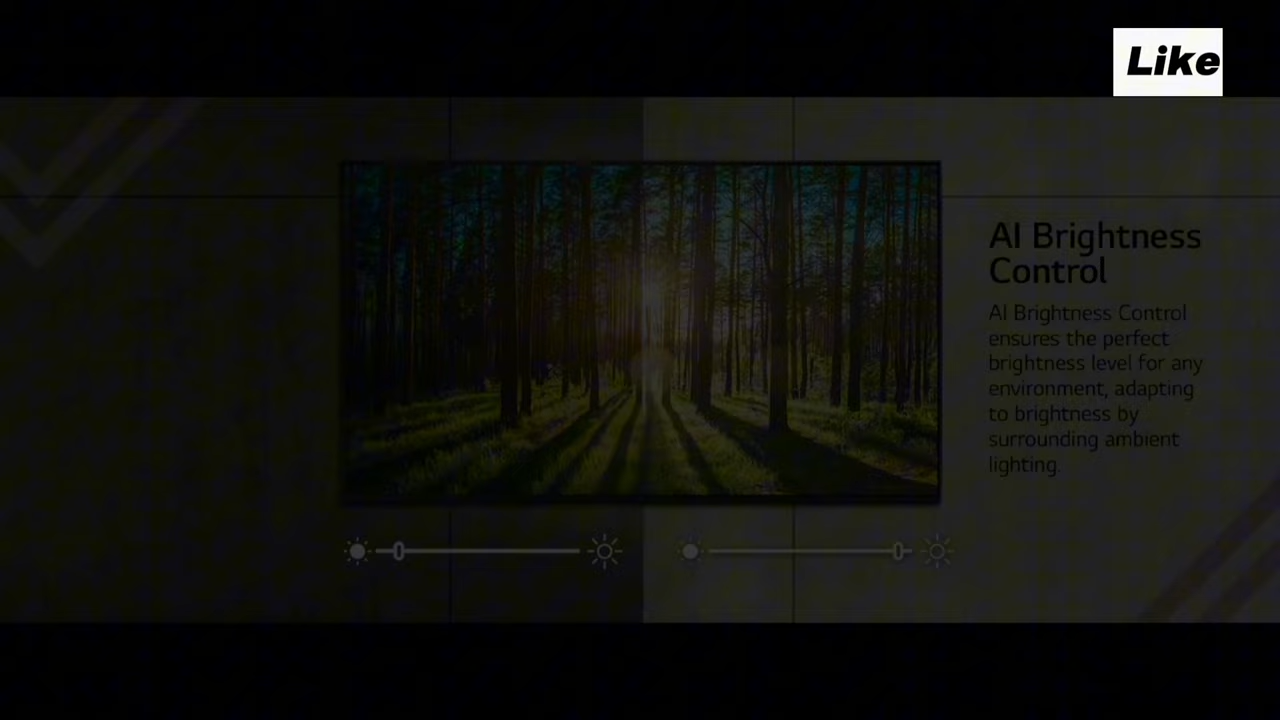 Like
AI Brightness
Control
AI Brightness Control
ensures the perfect
brightness level for any
environment, adapting
to brightness by
surrounding ambient
lighting.